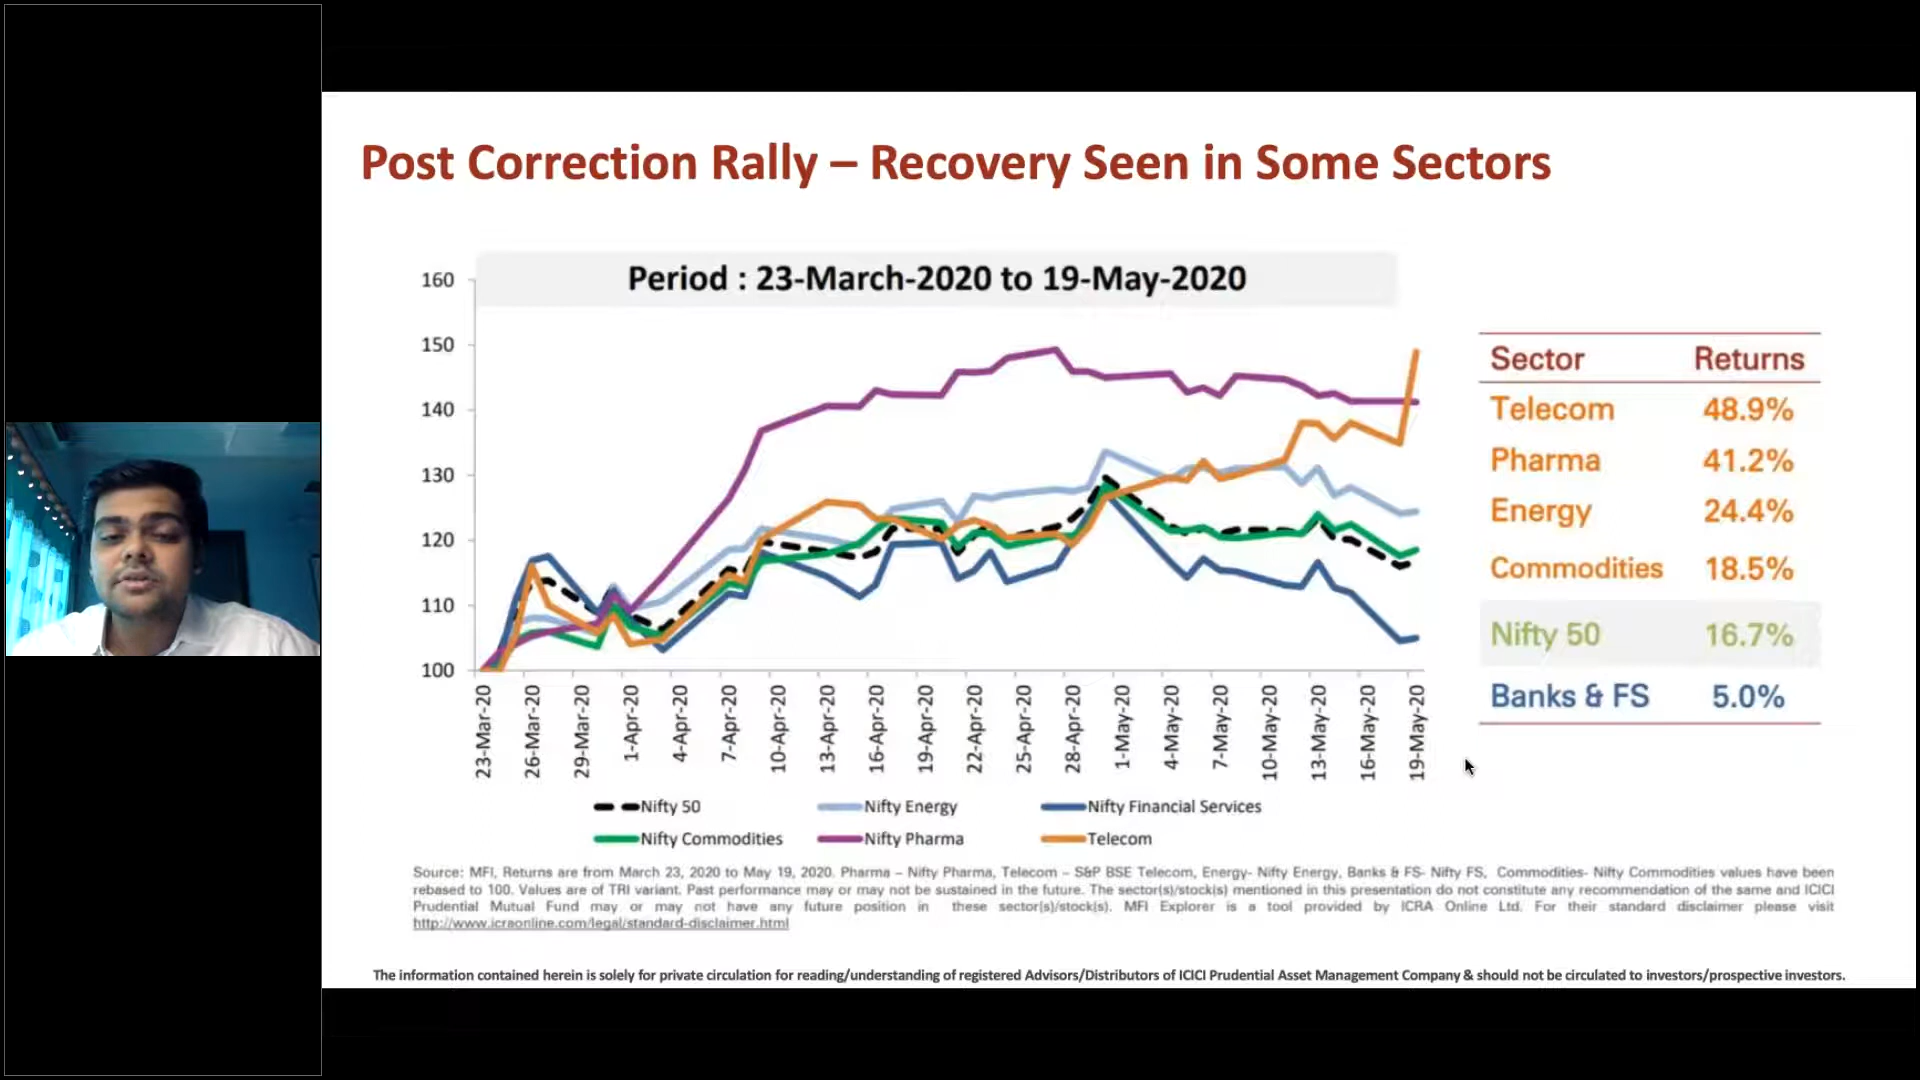 Post Correction Rally – Recovery Seen in Some Sectors
Period : 23-March-2020 to 19-May-2020
160
150
140
130
120
110
100
23-Mar-20
26-Mar-20
29-Mar-20
1-Apr-20
4-Apr-20
7-Apr-20
10-Apr-20
13-Apr-20
16-Apr-20
19-Apr-20
22-Apr-20
25-Apr-20
28-Apr-20
1-May-20
4-May-20
7-May-20
10-May-20
13-May-20
16-May-20
19-May-20
Nifty 50 Nifty Energy Nifty Financial Services
Nifty Commodities Nifty Pharma Telecom
Sector Returns
Telecom 48.9%
Pharma 41.2%
Energy 24.4%
Commodities 18.5%
Nifty 50 16.7%
Banks & FS 5.0%
Source: MFI, Returns are from March 23, 2020 to May 19, 2020. Pharma – Nifty Pharma, Telecom – S&P BSE Telecom, Energy- Nifty Energy, Banks & FS- Nifty FS, Commodities- Nifty Commodities values have been
rebased to 100. Values are of TRI variant. Past performance may or may not be sustained in the future. The sector(s)/stock(s) mentioned in this presentation do not constitute any recommendation of the same and ICICI
Prudential Mutual Fund may or may not have any future position in these sector(s)/stock(s). MFI Explorer is a tool provided by ICRA Online Ltd. For their standard disclaimer please visit
http://www.icraonline.com/legal/standard-disclaimer.html
The information contained herein is solely for private circulation for reading/understanding of registered Advisors/Distributors of ICICI Prudential Asset Management Company & should not be circulated to investors/prospective investors.